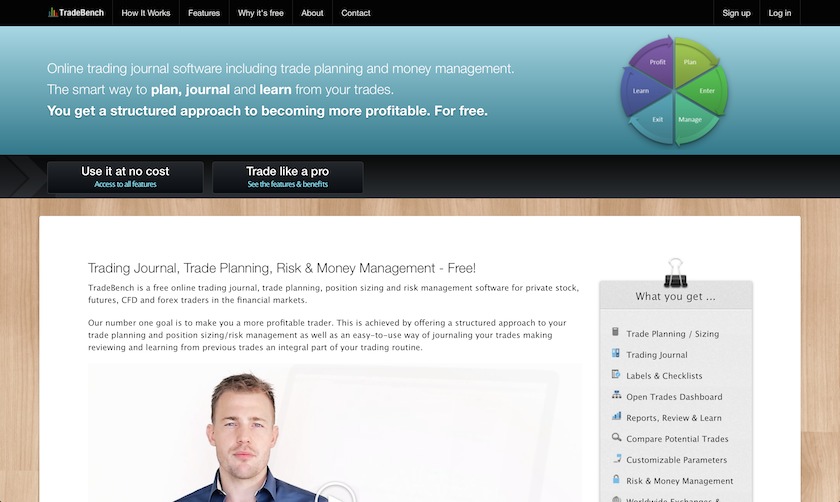 TradeBench
How It Works
Features
Why it's free
About
Contact
Sign up
Log in
Online trading journal software including trade planning and money management.
The smart way to plan, journal and learn from your trades.
You get a structured approach to becoming more profitable. For free.
Profit
Plan
Learn
Enter
Exit
Manage
Use it at no cost
Access to all features
Trade like a pro
See the features & benefits
Trading Journal, Trade Planning, Risk & Money Management - Free!
TradeBench is a free online trading journal, trade planning, position sizing and risk management software for private stock,
futures, CFD and forex traders in the financial markets.
Our number one goal is to make you a more profitable trader. This is achieved by offering a structured approach to your
trade planning and position sizing/risk management as well as an easy-to-use way of journaling your trades making
reviewing and learning from previous trades an integral part of your trading routine.
What you get ...
Trade Planning / Sizing
Trading Journal
Labels & Checklists
Open Trades Dashboard
Reports, Review & Learn
Compare Potential Trades
Customizable Parameters
Risk & Money Management
Worldwide Exchanges &